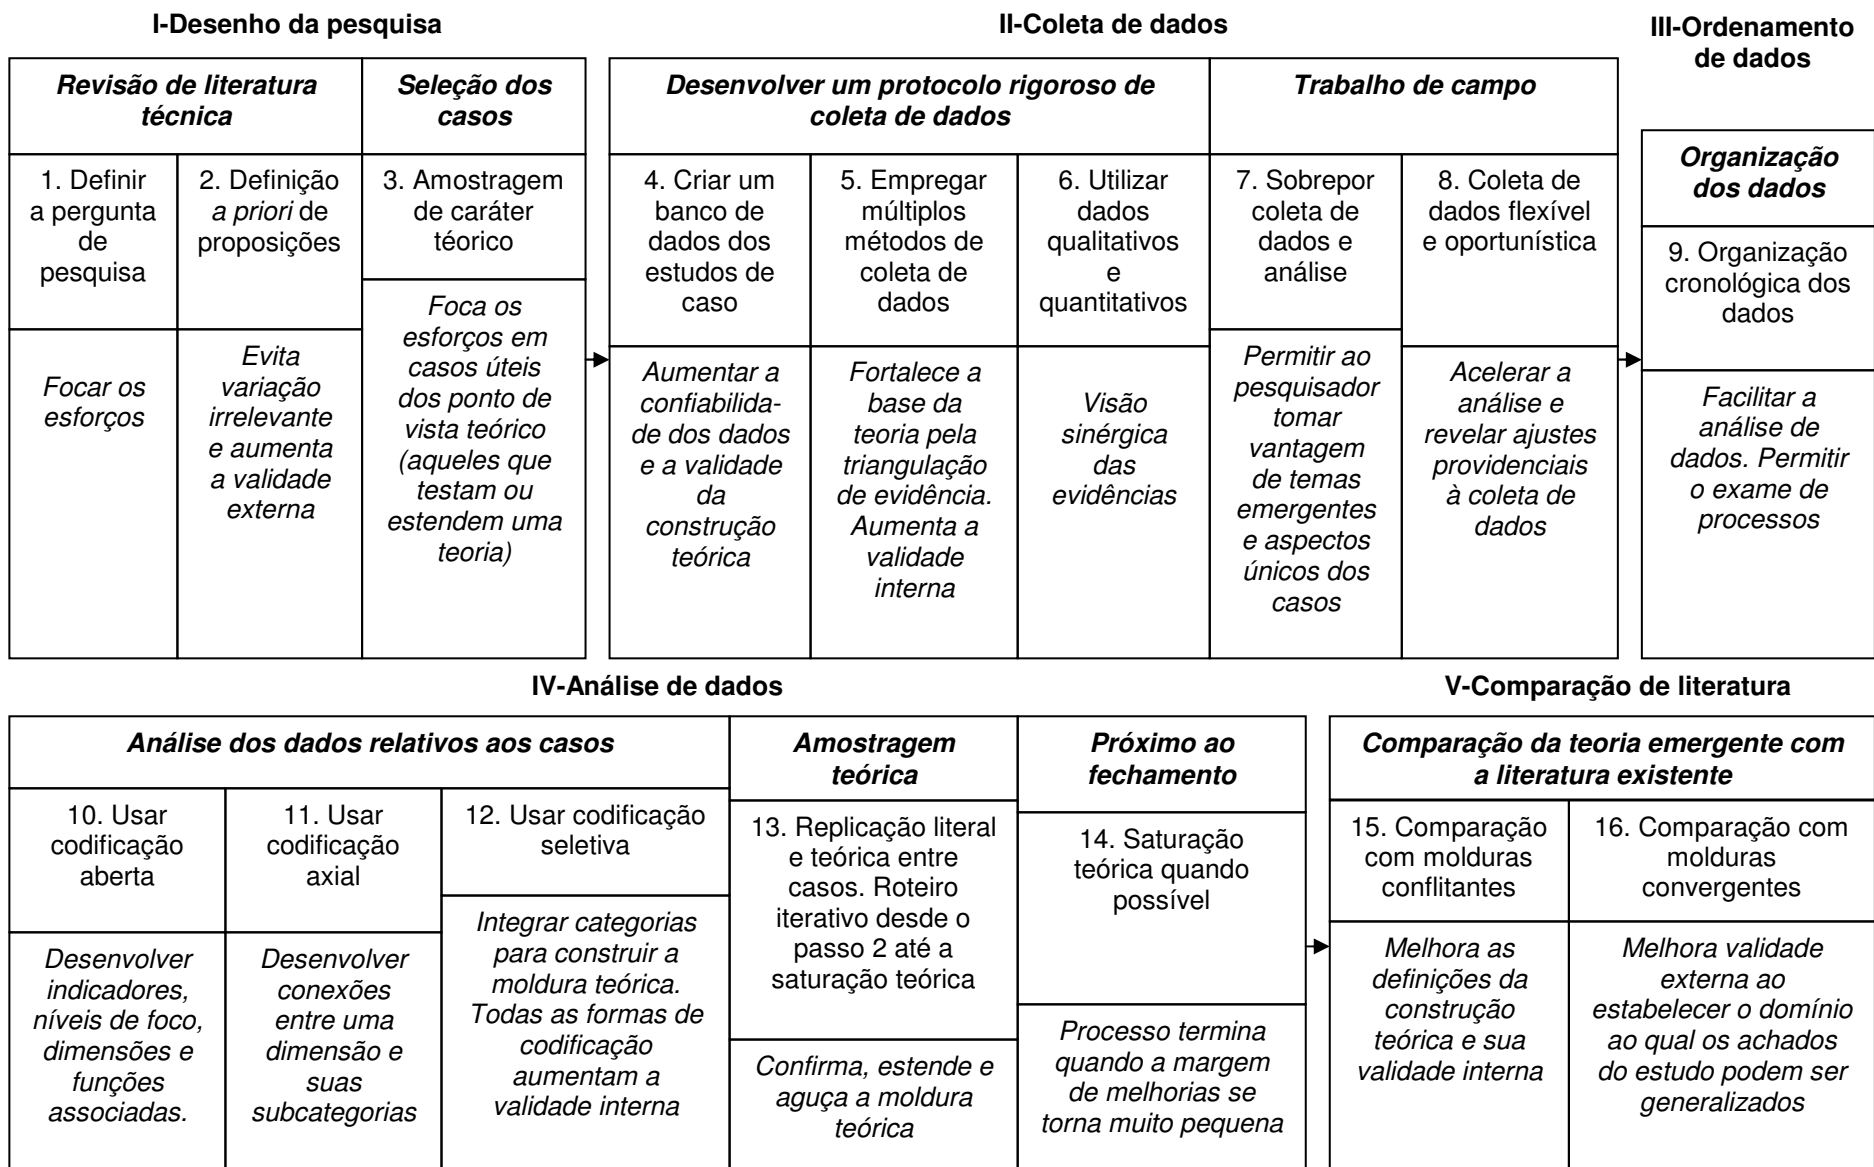 I-Desenho da pesquisa
Revisão de literatura
técnica
Seleção dos
casos
1. Definir
a pergunta
de
pesquisa
2. Definição
a priori de
proposições
3. Amostragem
de caráter
téorico
Focar os
esforços
Evita
variação
irrelevante
e aumenta
a validade
externa
Foca os
esforços em
casos úteis
dos ponto de
vista teórico
(aqueles que
testam ou
estendem uma
teoria)
II-Coleta de dados
Desenvolver um protocolo rigoroso de
coleta de dados
Trabalho de campo
4. Criar um
banco de
dados dos
estudos de
caso
5. Empregar
múltiplos
métodos de
coleta de
dados
6. Utilizar
dados
qualitativos
e
quantitativos
7. Sobrepor
coleta de
dados e
análise
8. Coleta de
dados flexível
e oportunística
Aumentar a
confiabilida-
de dos dados
e a validade
da
construção
teórica
Fortalece a
base da
teoria pela
triangulação
de evidência.
Aumenta a
validade
interna
Visão
sinérgica
das
evidências
Permitir ao
pesquisador
tomar
vantagem
de temas
emergentes
e aspectos
únicos dos
casos
Acelerar a
análise e
revelar ajustes
providenciais
à coleta de
dados
III-Ordenamento
de dados
Organização
dos dados
9. Organização
cronológica dos
dados
Facilitar a
análise de
dados. Permitir
o exame de
processos
IV-Análise de dados
Análise dos dados relativos aos casos
Amostragem
teórica
Próximo ao
fechamento
10. Usar
codificação
aberta
11. Usar
codificação
axial
12. Usar codificação
seletiva
13. Replicação literal
e teórica entre
casos. Roteiro
iterativo desde o
passo 2 até a
saturação teórica
14. Saturação
teórica quando
possível
Desenvolver
indicadores,
níveis de foco,
dimensões e
funções
associadas.
Desenvolver
conexões
entre uma
dimensão e
suas
subcategorias
Integrar categorias
para construir a
moldura teórica.
Todas as formas de
codificação
aumentam a
validade interna
Confirma, estende e
aguça a moldura
teórica
Processo termina
quando a margem
de melhorias se
torna muito pequena
V-Comparação de literatura
Comparação da teoria emergente com
a literatura existente
15. Comparação
com molduras
conflitantes
16. Comparação com
molduras
convergentes
Melhora as
definições da
construção
teórica e sua
validade interna
Melhora validade
externa ao
estabelecer o domínio
ao qual os achados
do estudo podem ser
generalizados